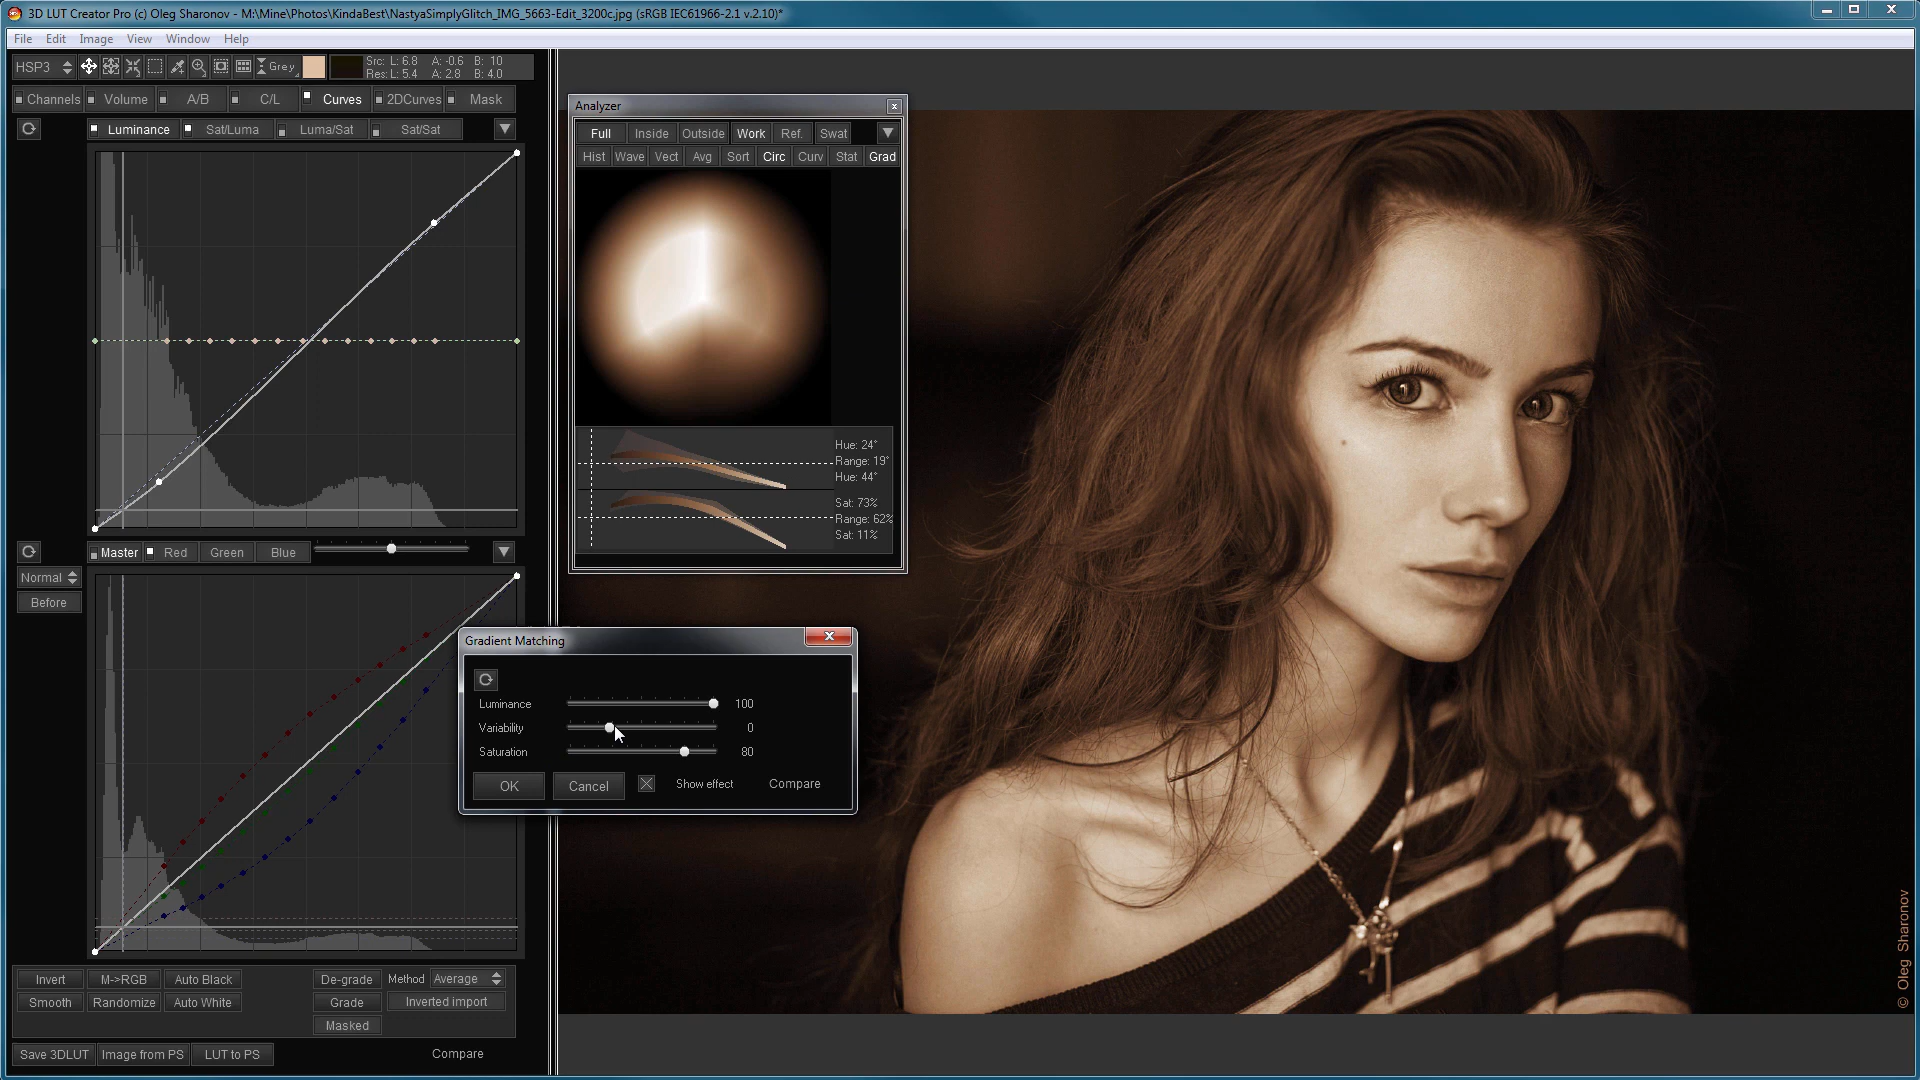 3D LUT Creator Pro (c) Oleg Sharonov - M:\Mine\Photos\KindaBest\NastyaSimplyGlitch_IMG_5663-Edit_3200c.jpg (sRGB IEC61966-2.1 v.2.10)*
File Edit Image View Window Help
HSP3 Grey
Src: L: 6.8 A: -0.6 B: 10
Res: L: 5.4 A: 2.8 B: 4.0
Channels Volume A/B C/L Curves 2DCurves Mask
Luminance Sat/Luma Luma/Sat Sat/Sat
Analyzer
Full Inside Outside Work Ref. Swat
Hist Wave Vect Avg Sort Circ Curv Stat Grad
Hue: 24°
Range: 19°
Hue: 44°
Sat: 73%
Range: 62%
Sat: 11%
Master Red Green Blue
Normal
Before
Gradient Matching
Luminance 100
Variability 0
Saturation 80
OK Cancel Show effect Compare
Invert M->RGB Auto Black De-grade Method Average
Smooth Randomize Auto White Grade Inverted import
Masked
Save 3DLUT Image from PS LUT to PS Compare
© Oleg Sharonov